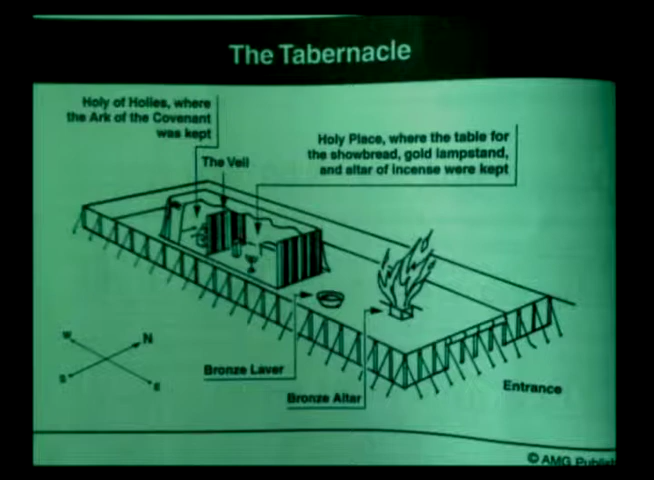 The Tabernacle
Holy of Holies, where
the Ark of the Covenant
was kept
Holy Place, where the table for
the showbread, gold lampstand,
and altar of incense were kept
The Veil
W
N
S
E
Bronze Laver
Bronze Altar
Entrance
© AMG